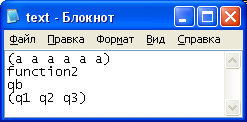 text - Блокнот
Файл Правка Формат Вид Справка
(a a a a a a)
function2
qb
(q1 q2 q3)